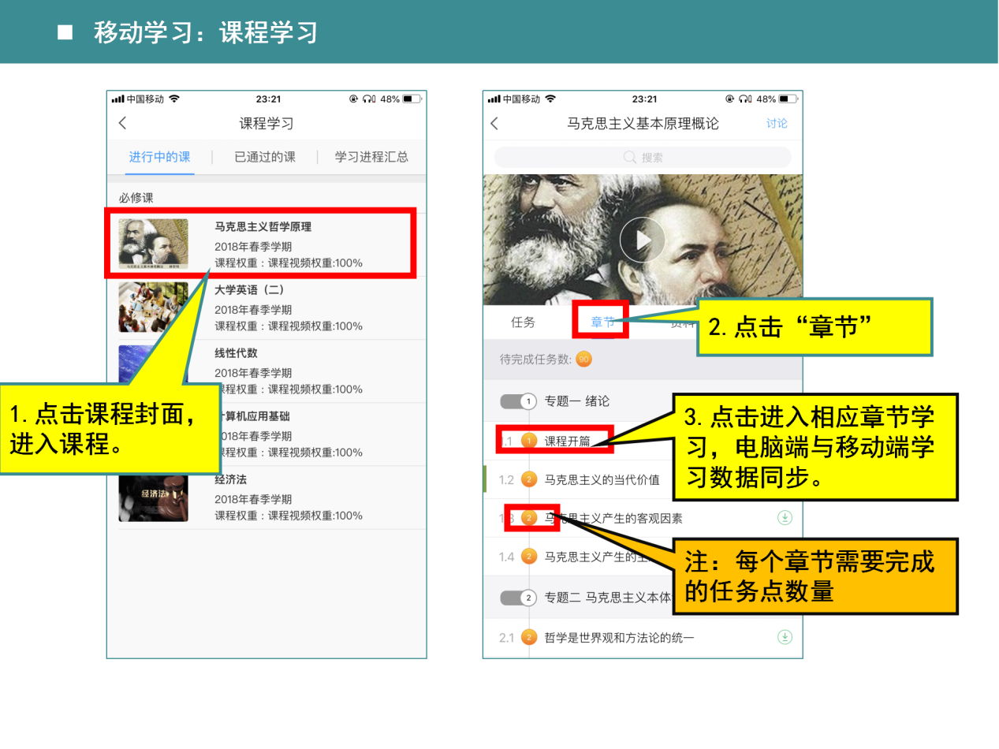 ■ 移动学习：课程学习
中国移动 23:21 48%
课程学习
进行中的课 已通过的课 学习进程汇总
必修课
马克思主义哲学原理
2018年春季学期
课程权重：课程视频权重:100%
大学英语（二）
2018年春季学期
课程权重：课程视频权重:100%
线性代数
2018年春季学期
课程权重：课程视频权重:100%
算机应用基础
018年春季学期
程权重：课程视频权重:100%
经济法
经济法
2018年春季学期
课程权重：课程视频权重:100%
1.点击课程封面，
进入课程。
中国移动 23:21 48%
马克思主义基本原理概论 讨论
搜索
任务 章节
待完成任务数: 90
1 专题一 绪论
1.1 1 课程开篇
1.2 2 马克思主义的当代价值
1.3 2 马克思主义产生的客观因素
1.4 2 马克思主义产生的
2 专题二 马克思主义本体
2.1 2 哲学是世界观和方法论的统一
2.点击“章节”
3.点击进入相应章节学
习，电脑端与移动端学
习数据同步。
注：每个章节需要完成
的任务点数量